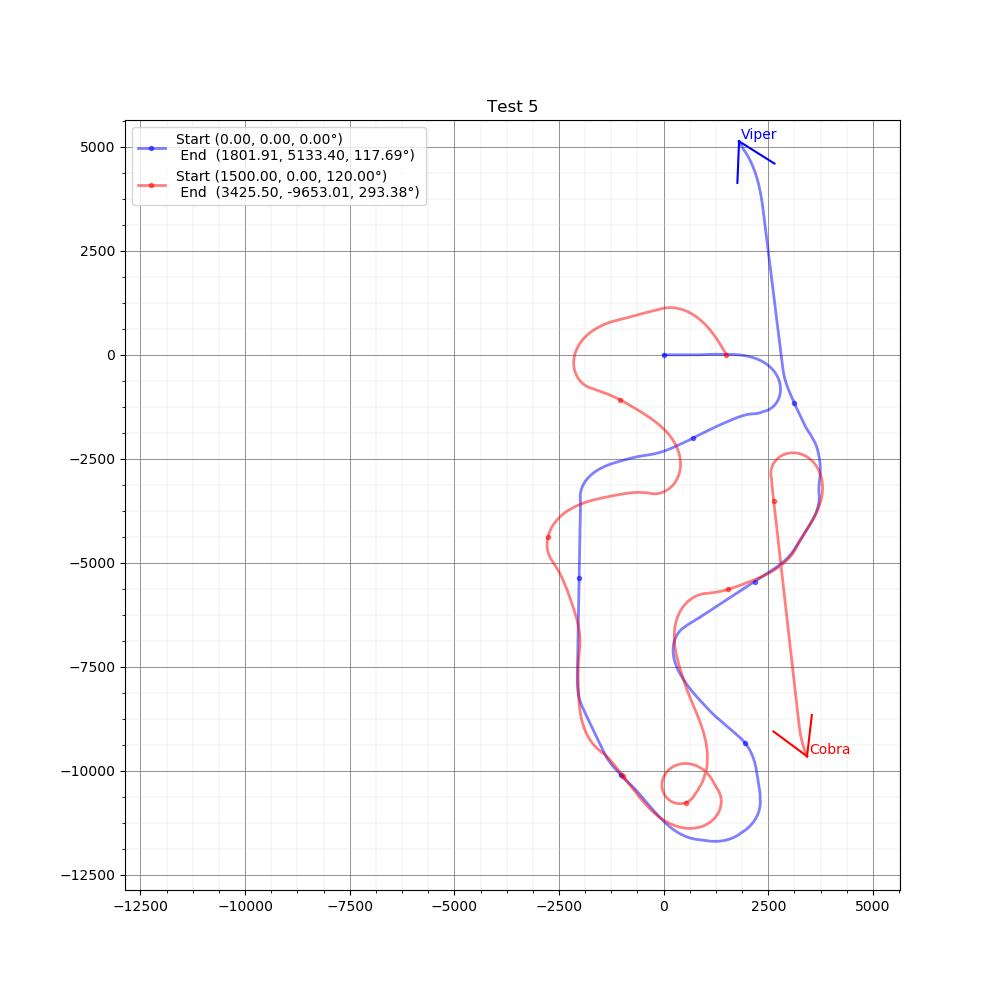 Test 5
Start (0.00, 0.00, 0.00°)
End  (1801.91, 5133.40, 117.69°)
Start (1500.00, 0.00, 120.00°)
End  (3425.50, -9653.01, 293.38°)
Viper
Cobra
5000
2500
0
−2500
−5000
−7500
−10000
−12500
−12500 −10000 −7500 −5000 −2500 0 2500 5000